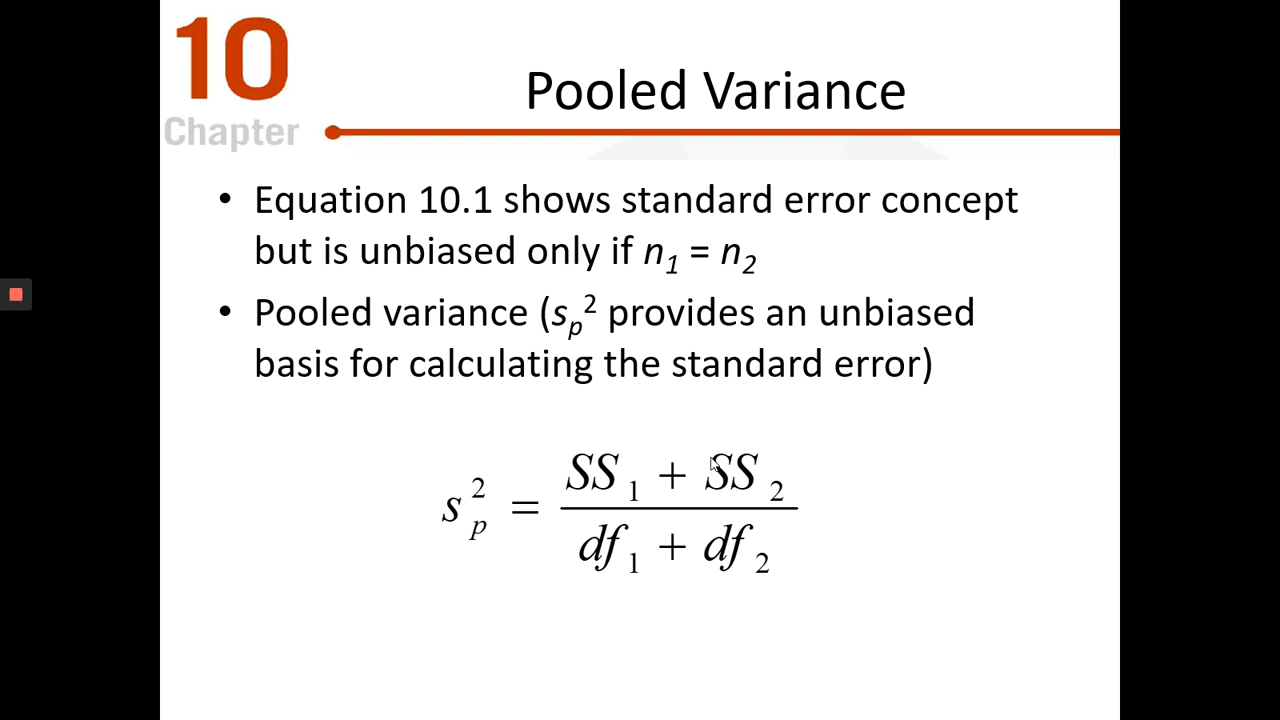 10
Chapter
Pooled Variance
• Equation 10.1 shows standard error concept
but is unbiased only if n₁ = n₂
• Pooled variance (sₚ² provides an unbiased
basis for calculating the standard error)
s²ₚ = (SS₁ + SS₂) / (df₁ + df₂)